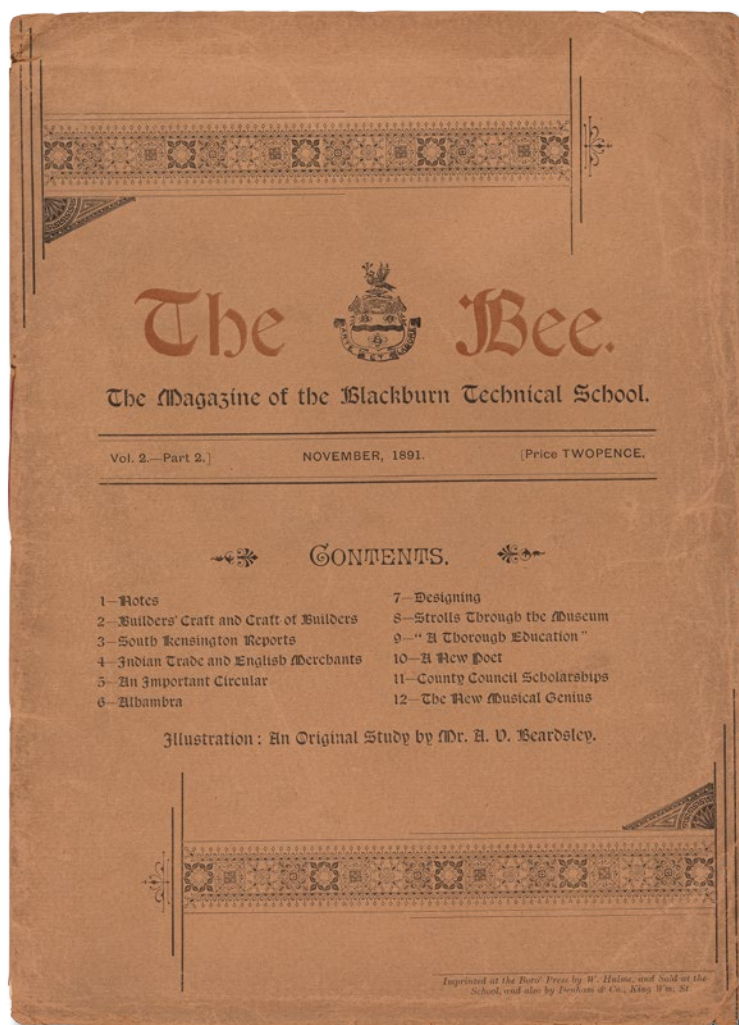 The Bee.
ARTE ET LABORE
The Magazine of the Blackburn Technical School.
Vol. 2.—Part 2.] NOVEMBER, 1891. [Price TWOPENCE.
CONTENTS.
1—Notes
2—Builders' Craft and Craft of Builders
3—South Kensington Reports
4—Indian Trade and English Merchants
5—An Important Circular
6—Alhambra
7—Designing
8—Strolls Through the Museum
9—“ A Thorough Education ”
10—A New Poet
11—County Council Scholarships
12—The New Musical Genius
Illustration : An Original Study by Mr. A. V. Beardsley.
Imprinted at the Boro' Press by W. Hulme, and Sold at the
School, and also by Denham & Co., King Wm. St